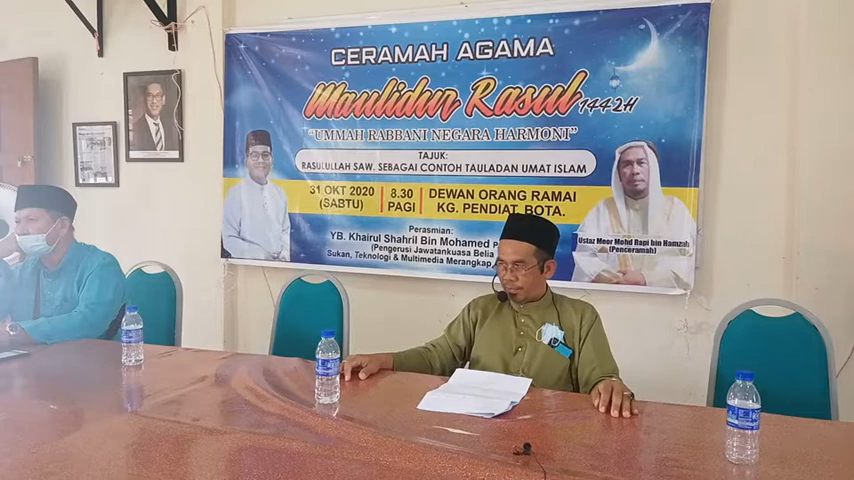 CERAMAH AGAMA
Maulidur Rasul 1442H
"UMMAH RABBANI NEGARA HARMONI"
TAJUK:
RASULULLAH SAW. SEBAGAI CONTOH TAULADAN UMAT ISLAM
31 OKT 2020
(SABTU)
8.30
PAGI
DEWAN ORANG RAMAI
KG. PENDIAT BOTA.
Perasmian:
YB. Khairul Shahril Bin Mohamed
(Pengerusi Jawatankuasa Belia
Sukan, Teknologi & Multimedia Merangkap
Ustaz Meor Mohd Rapi bin Hamzah
(Penceramah)